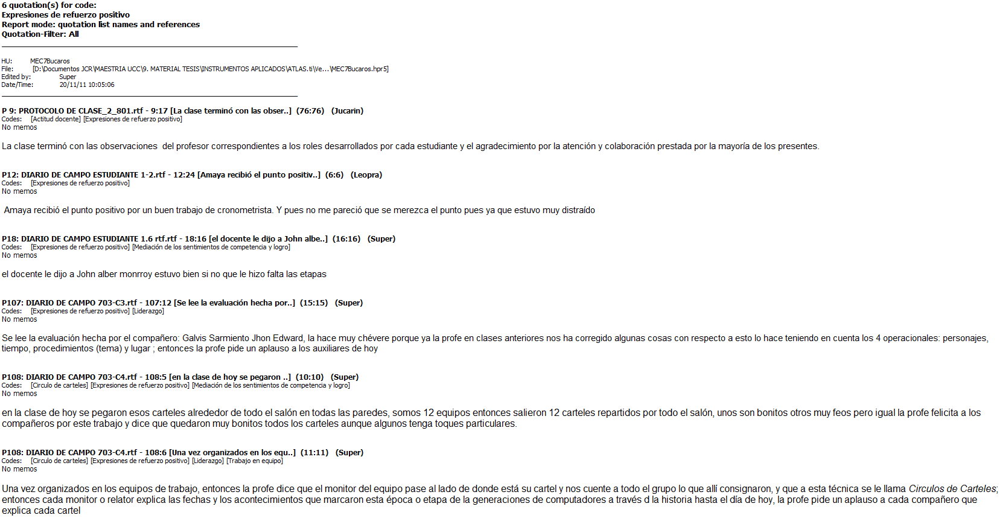 6 quotation(s) for code:
Expresiones de refuerzo positivo
Report mode: quotation list names and references
Quotation-Filter: All
HU: MEC7Bucaros
File: [D:\Documentos JCR\MAESTRIA UCC\9. MATERIAL TESIS\INSTRUMENTOS APLICADOS\ATLAS.ti\Ve...\MEC7Bucaros.hpr5]
Edited by: Super
Date/Time: 20/11/11 10:05:06
P 9: PROTOCOLO DE CLASE_2_801.rtf - 9:17 [La clase terminó con las obser..] (76:76) (Jucarin)
Codes: [Actitud docente] [Expresiones de refuerzo positivo]
No memos
La clase terminó con las observaciones del profesor correspondientes a los roles desarrollados por cada estudiante y el agradecimiento por la atención y colaboración prestada por la mayoría de los presentes.
P12: DIARIO DE CAMPO ESTUDIANTE 1-2.rtf - 12:24 [Amaya recibió el punto positiv..] (6:6) (Leopra)
Codes: [Expresiones de refuerzo positivo]
No memos
Amaya recibió el punto positivo por un buen trabajo de cronometrista. Y pues no me pareció que se merezca el punto pues ya que estuvo muy distraído
P18: DIARIO DE CAMPO ESTUDIANTE 1.6 rtf.rtf - 18:16 [el docente le dijo a John albe..] (16:16) (Super)
Codes: [Expresiones de refuerzo positivo] [Mediación de los sentimientos de competencia y logro]
No memos
el docente le dijo a John alber monrroy estuvo bien si no que le hizo falta las etapas
P107: DIARIO DE CAMPO 703-C3.rtf - 107:12 [Se lee la evaluación hecha por..] (15:15) (Super)
Codes: [Expresiones de refuerzo positivo] [Liderazgo]
No memos
Se lee la evaluación hecha por el compañero: Galvis Sarmiento Jhon Edward, la hace muy chévere porque ya la profe en clases anteriores nos ha corregido algunas cosas con respecto a esto lo hace teniendo en cuenta los 4 operacionales: personajes,
tiempo, procedimientos (tema) y lugar ; entonces la profe pide un aplauso a los auxiliares de hoy
P108: DIARIO DE CAMPO 703-C4.rtf - 108:5 [en la clase de hoy se pegaron ..] (10:10) (Super)
Codes: [Circulo de carteles] [Expresiones de refuerzo positivo] [Mediación de los sentimientos de competencia y logro]
No memos
en la clase de hoy se pegaron esos carteles alrededor de todo el salón en todas las paredes, somos 12 equipos entonces salieron 12 carteles repartidos por todo el salón, unos son bonitos otros muy feos pero igual la profe felicita a los
compañeros por este trabajo y dice que quedaron muy bonitos todos los carteles aunque algunos tenga toques particulares.
P108: DIARIO DE CAMPO 703-C4.rtf - 108:6 [Una vez organizados en los equ..] (11:11) (Super)
Codes: [Circulo de carteles] [Expresiones de refuerzo positivo] [Liderazgo] [Trabajo en equipo]
No memos
Una vez organizados en los equipos de trabajo, entonces la profe dice que el monitor del equipo pase al lado de donde está su cartel y nos cuente a todo el grupo lo que allí consignaron, y que a esta técnica se le llama Circulos de Carteles;
entonces cada monitor o relator explica las fechas y los acontecimientos que marcaron esta época o etapa de la generaciones de computadores a través d la historia hasta el día de hoy, la profe pide un aplauso a cada compañero que
explica cada cartel